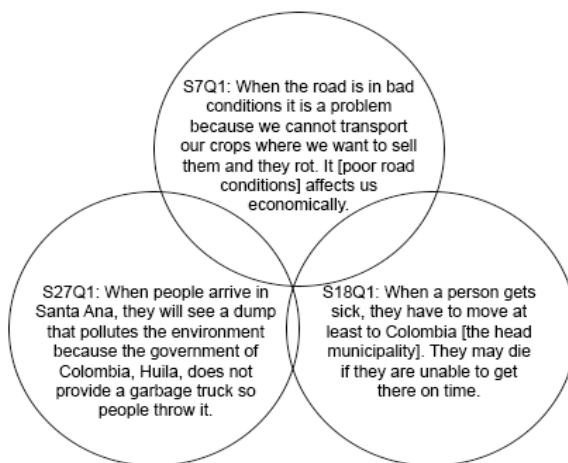 S7Q1: When the road is in bad
conditions it is a problem
because we cannot transport
our crops where we want to sell
them and they rot. It [poor road
conditions] affects us
economically.
S27Q1: When people arrive in
Santa Ana, they will see a dump
that pollutes the environment
because the government of
Colombia, Huila, does not
provide a garbage truck so
people throw it.
S18Q1: When a person gets
sick, they have to move at
least to Colombia [the head
municipality]. They may die
if they are unable to get
there on time.